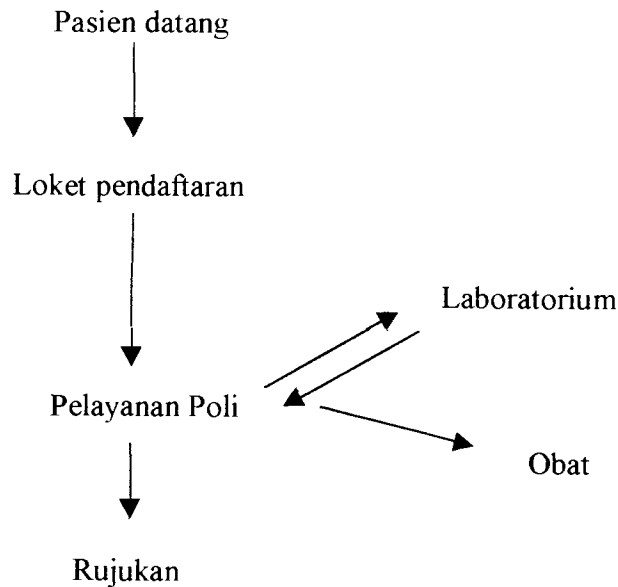 Pasien datang
Loket pendaftaran
Laboratorium
Pelayanan Poli
Obat
Rujukan